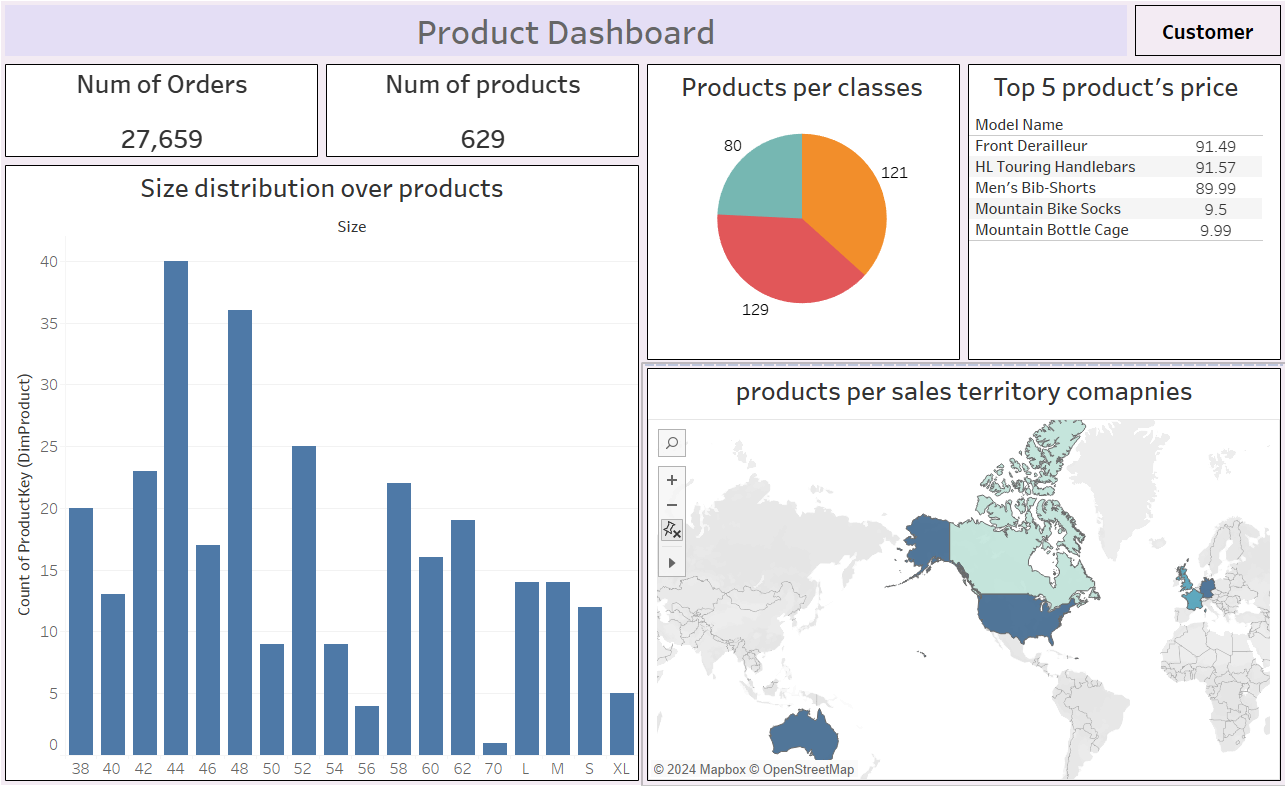 Product Dashboard
Customer
Num of Orders
27,659
Num of products
629
Products per classes
80
121
129
Top 5 product's price
Model Name
Front Derailleur 91.49
HL Touring Handlebars 91.57
Men's Bib-Shorts 89.99
Mountain Bike Socks 9.5
Mountain Bottle Cage 9.99
Size distribution over products
Size
Count of ProductKey (DimProduct)
40
35
30
25
20
15
10
5
0
38 40 42 44 46 48 50 52 54 56 58 60 62 70 L M S XL
products per sales territory comapnies
© 2024 Mapbox © OpenStreetMap